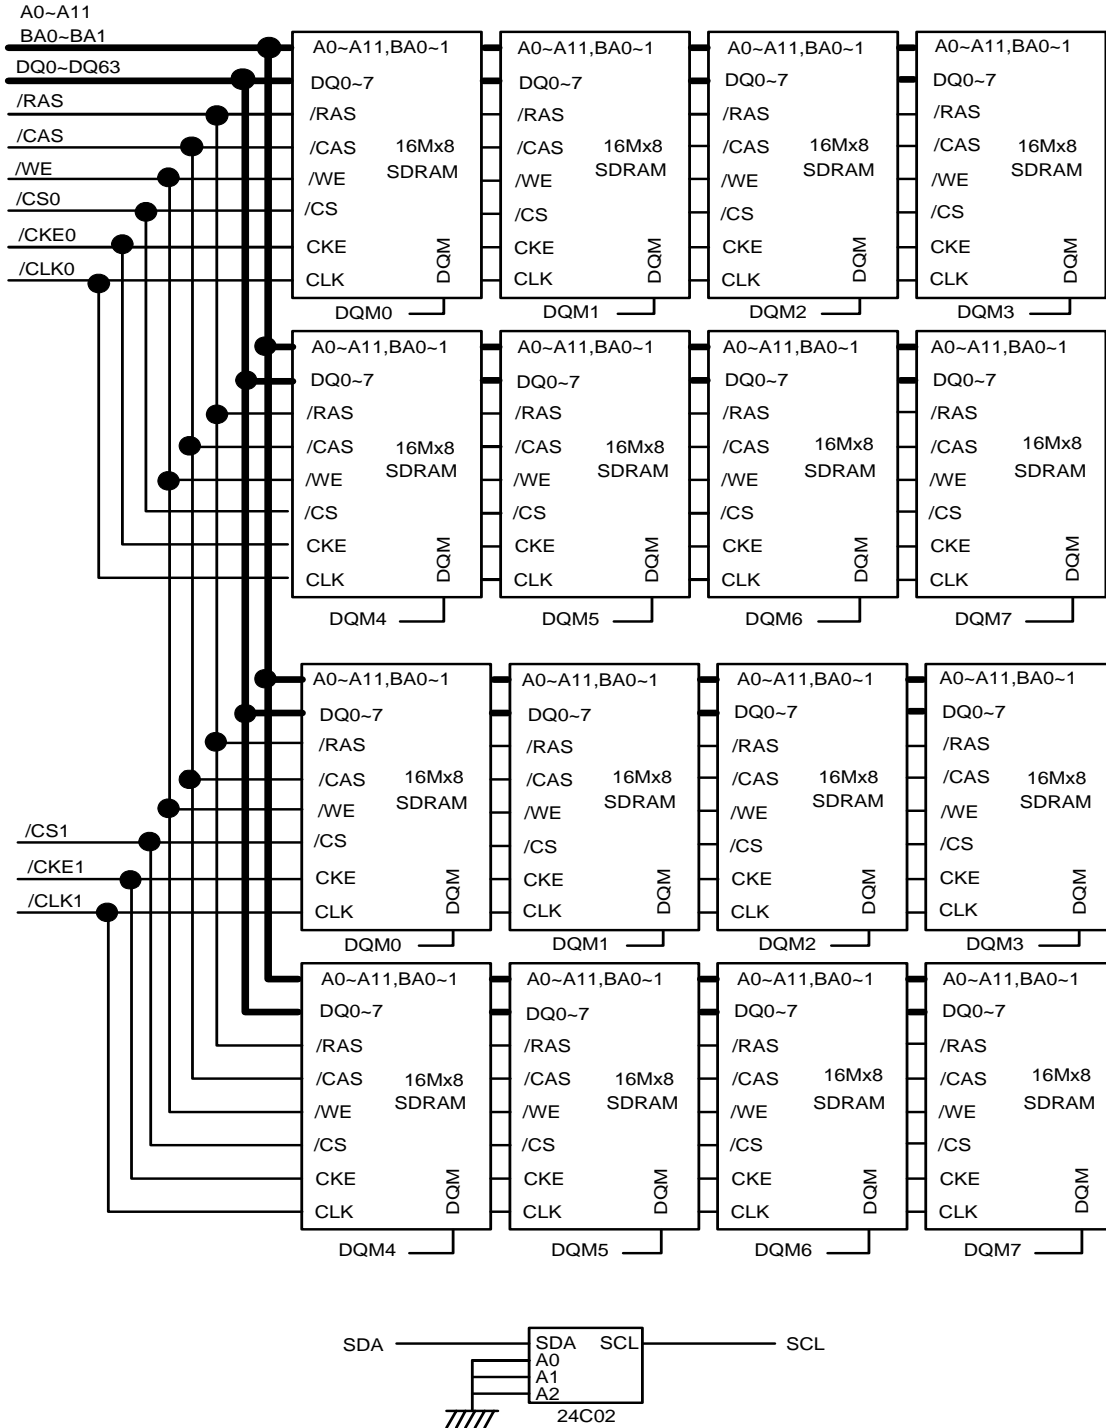 A0~A11
BA0~BA1
DQ0~DQ63
/RAS
/CAS
/WE
/CS0
/CKE0
/CLK0
A0~A11,BA0~1 A0~A11,BA0~1 A0~A11,BA0~1 A0~A11,BA0~1
DQ0~7 DQ0~7 DQ0~7 DQ0~7
/RAS /RAS /RAS /RAS
/CAS 16Mx8 /CAS 16Mx8 /CAS 16Mx8 /CAS 16Mx8
SDRAM SDRAM SDRAM SDRAM
/WE /WE /WE /WE
/CS /CS /CS /CS
CKE DQM CKE DQM CKE DQM CKE DQM
CLK CLK CLK CLK
DQM0 DQM1 DQM2 DQM3
A0~A11,BA0~1 A0~A11,BA0~1 A0~A11,BA0~1 A0~A11,BA0~1
DQ0~7 DQ0~7 DQ0~7 DQ0~7
/RAS /RAS /RAS /RAS
/CAS 16Mx8 /CAS 16Mx8 /CAS 16Mx8 /CAS 16Mx8
SDRAM SDRAM SDRAM SDRAM
/WE /WE /WE /WE
/CS /CS /CS /CS
CKE DQM CKE DQM CKE DQM CKE DQM
CLK CLK CLK CLK
DQM4 DQM5 DQM6 DQM7
/CS1
/CKE1
/CLK1
A0~A11,BA0~1 A0~A11,BA0~1 A0~A11,BA0~1 A0~A11,BA0~1
DQ0~7 DQ0~7 DQ0~7 DQ0~7
/RAS /RAS /RAS /RAS
/CAS 16Mx8 /CAS 16Mx8 /CAS 16Mx8 /CAS 16Mx8
SDRAM SDRAM SDRAM SDRAM
/WE /WE /WE /WE
/CS /CS /CS /CS
CKE DQM CKE DQM CKE DQM CKE DQM
CLK CLK CLK CLK
DQM0 DQM1 DQM2 DQM3
A0~A11,BA0~1 A0~A11,BA0~1 A0~A11,BA0~1 A0~A11,BA0~1
DQ0~7 DQ0~7 DQ0~7 DQ0~7
/RAS /RAS /RAS /RAS
/CAS 16Mx8 /CAS 16Mx8 /CAS 16Mx8 /CAS 16Mx8
SDRAM SDRAM SDRAM SDRAM
/WE /WE /WE /WE
/CS /CS /CS /CS
CKE DQM CKE DQM CKE DQM CKE DQM
CLK CLK CLK CLK
DQM4 DQM5 DQM6 DQM7
SDA SDA SCL SCL
A0
A1
A2
24C02